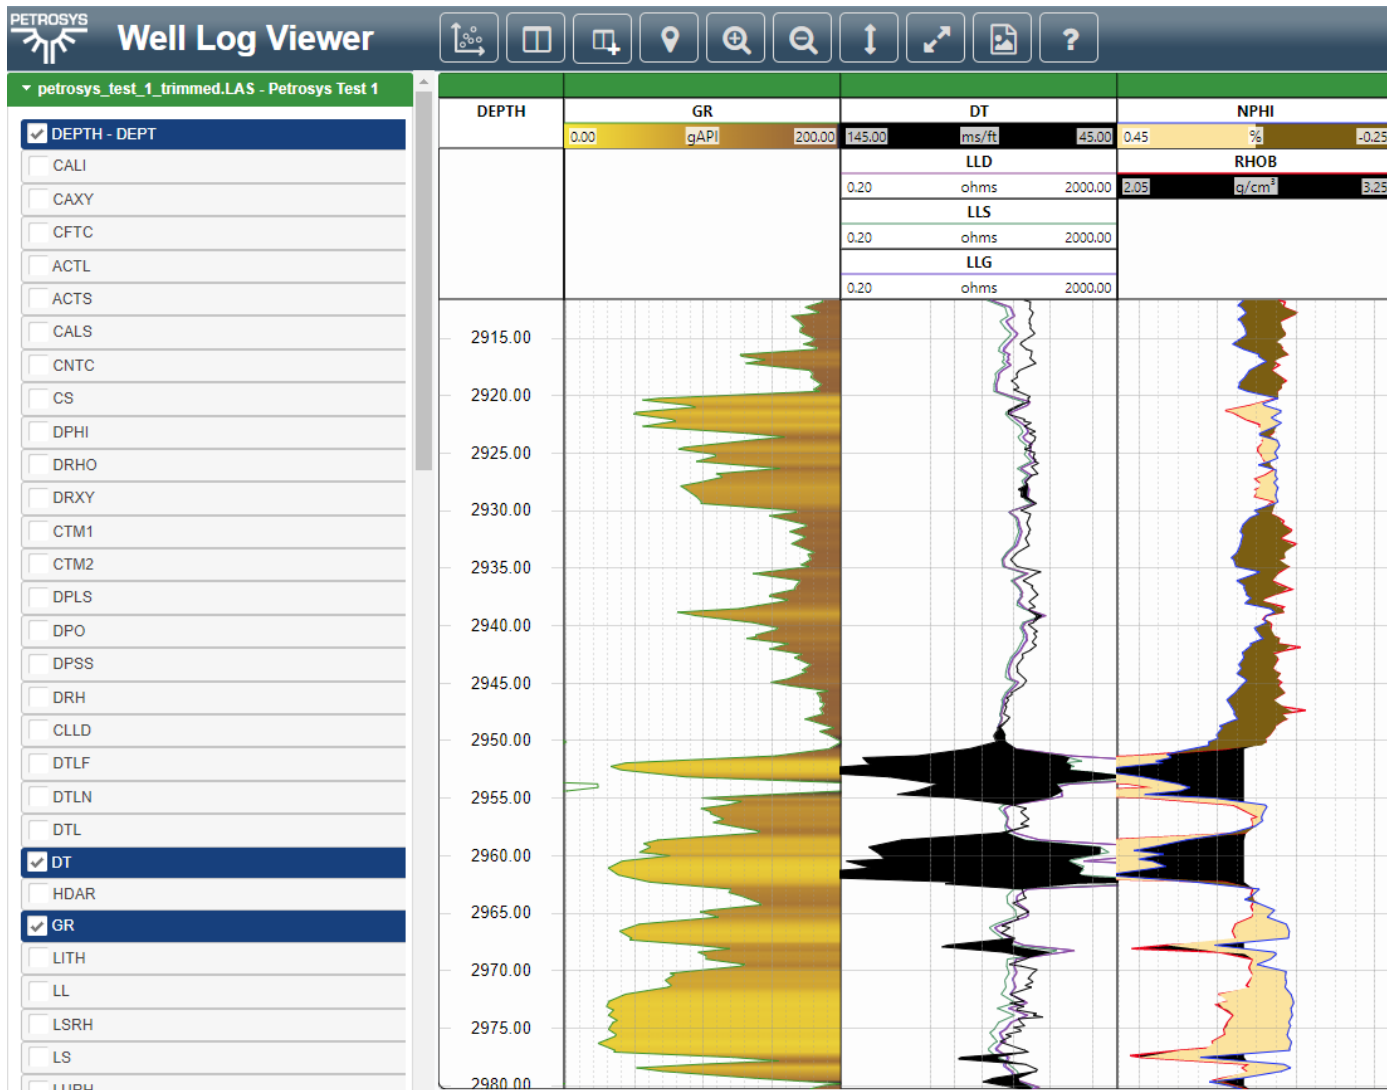 PETROSYS
Well Log Viewer
?
petrosys_test_1_trimmed.LAS - Petrosys Test 1
DEPTH - DEPT
CALI
CAXY
CFTC
ACTL
ACTS
CALS
CNTC
CS
DPHI
DRHO
DRXY
CTM1
CTM2
DPLS
DPO
DPSS
DRH
CLLD
DTLF
DTLN
DTL
DT
HDAR
GR
LITH
LL
LSRH
LS
LURH
DEPTH GR DT NPHI
0.00 gAPI 200.00 145.00 ms/ft 45.00 0.45 % -0.25
LLD RHOB
0.20 ohms 2000.00 2.05 g/cm³ 3.25
LLS
0.20 ohms 2000.00
LLG
0.20 ohms 2000.00
2915.00
2920.00
2925.00
2930.00
2935.00
2940.00
2945.00
2950.00
2955.00
2960.00
2965.00
2970.00
2975.00
2980.00